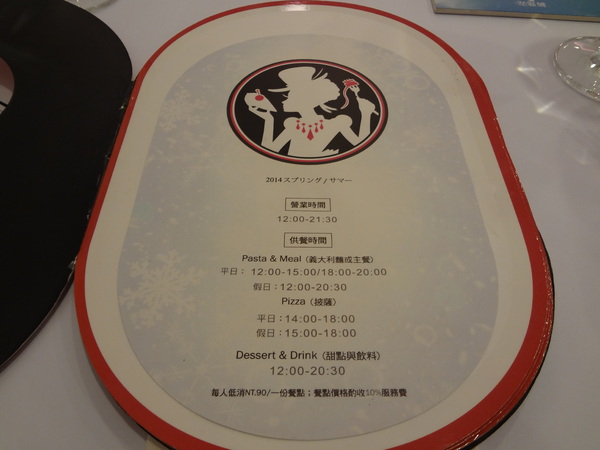 2014スプリング/サマー
營業時間
12:00-21:30
供餐時間
Pasta & Meal (義大利麵或主餐)
平日： 12:00-15:00/18:00-20:00
假日：12:00-20:30
Pizza (披薩)
平日：14:00-18:00
假日：15:00-18:00
Dessert & Drink (甜點與飲料)
12:00-20:30
每人低消NT.90/一份餐點；餐點價格酌收10%服務費